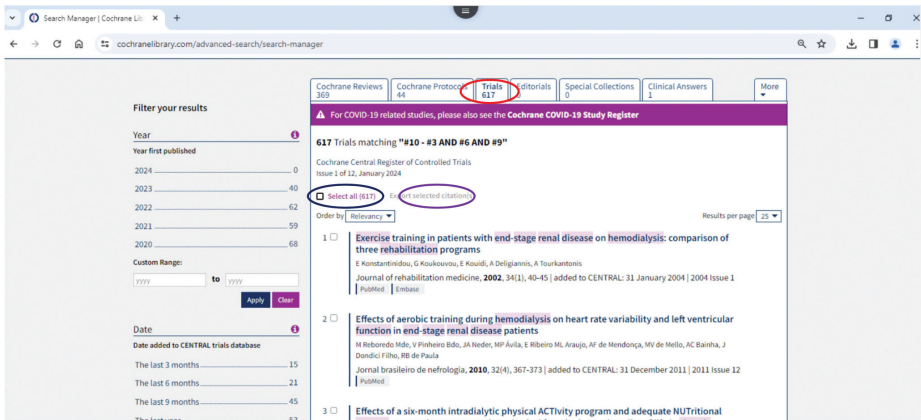 Search Manager | Cochrane Lib
cochranelibrary.com/advanced-search/search-manager
Cochrane Reviews
369
Cochrane Protocols
44
Trials
617
Editorials
Special Collections
0
Clinical Answers
1
More
Filter your results
For COVID-19 related studies, please also see the Cochrane COVID-19 Study Register
Year
Year first published
2024 0
2023 40
2022 62
2021 59
2020 68
Custom Range:
yyyy to yyyy
Apply Clear
Date
Date added to CENTRAL trials database
The last 3 months 15
The last 6 months 21
The last 9 months 45
The last year
617 Trials matching "#10 - #3 AND #6 AND #9"
Cochrane Central Register of Controlled Trials
Issue 1 of 12, January 2024
Select all (617) Export selected citation(s)
Order by Relevancy Results per page 25
1 Exercise training in patients with end-stage renal disease on hemodialysis: comparison of
three rehabilitation programs
E Konstantinidou, G Koukouvou, E Kouidi, A Deligiannis, A Tourkantonis
Journal of rehabilitation medicine, 2002, 34(1), 40-45 | added to CENTRAL: 31 January 2004 | 2004 Issue 1
PubMed Embase
2 Effects of aerobic training during hemodialysis on heart rate variability and left ventricular
function in end-stage renal disease patients
M Reboredo Mde, V Pinheiro Bdo, JA Neder, MP Ávila, E Ribeiro ML Araujo, AF de Mendonça, MV de Mello, AC Bainha, J
Dondici Filho, RB de Paula
Jornal brasileiro de nefrologia, 2010, 32(4), 367-373 | added to CENTRAL: 31 December 2011 | 2011 Issue 12
PubMed
3 Effects of a six-month intradialytic physical ACTIvity program and adequate NUTritional